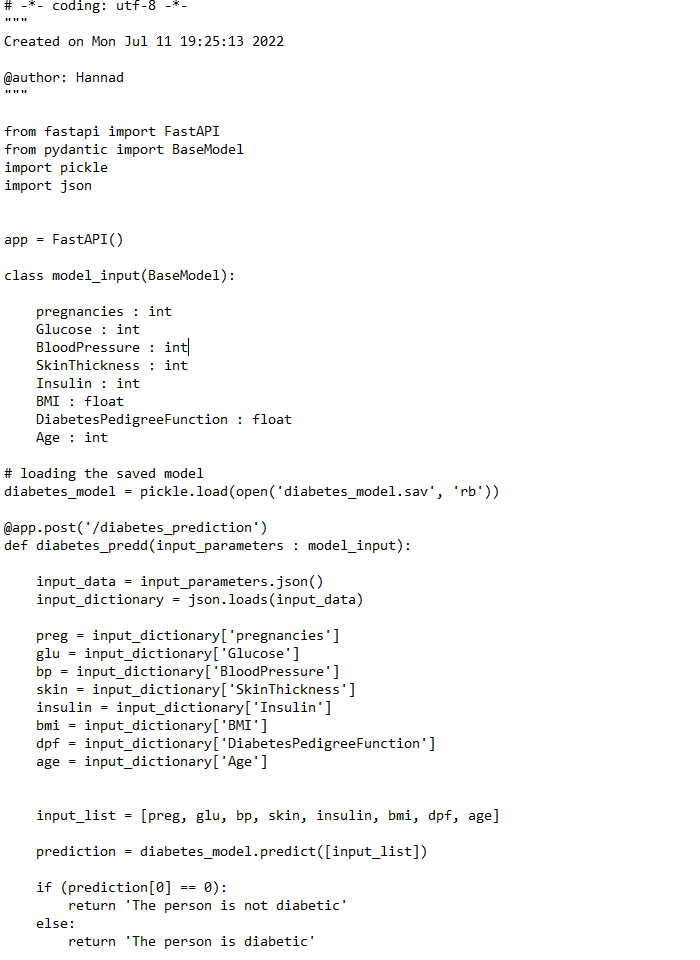 # -*- coding: utf-8 -*-
"""
Created on Mon Jul 11 19:25:13 2022
@author: Hannad
"""
from fastapi import FastAPI
from pydantic import BaseModel
import pickle
import json
app = FastAPI()
class model_input(BaseModel):
    pregnancies : int
    Glucose : int
    BloodPressure : int
    SkinThickness : int
    Insulin : int
    BMI : float
    DiabetesPedigreeFunction : float
    Age : int
# loading the saved model
diabetes_model = pickle.load(open('diabetes_model.sav', 'rb'))
@app.post('/diabetes_prediction')
def diabetes_predd(input_parameters : model_input):
    input_data = input_parameters.json()
    input_dictionary = json.loads(input_data)
    preg = input_dictionary['pregnancies']
    glu = input_dictionary['Glucose']
    bp = input_dictionary['BloodPressure']
    skin = input_dictionary['SkinThickness']
    insulin = input_dictionary['Insulin']
    bmi = input_dictionary['BMI']
    dpf = input_dictionary['DiabetesPedigreeFunction']
    age = input_dictionary['Age']
    input_list = [preg, glu, bp, skin, insulin, bmi, dpf, age]
    prediction = diabetes_model.predict([input_list])
    if (prediction[0] == 0):
        return 'The person is not diabetic'
    else:
        return 'The person is diabetic'